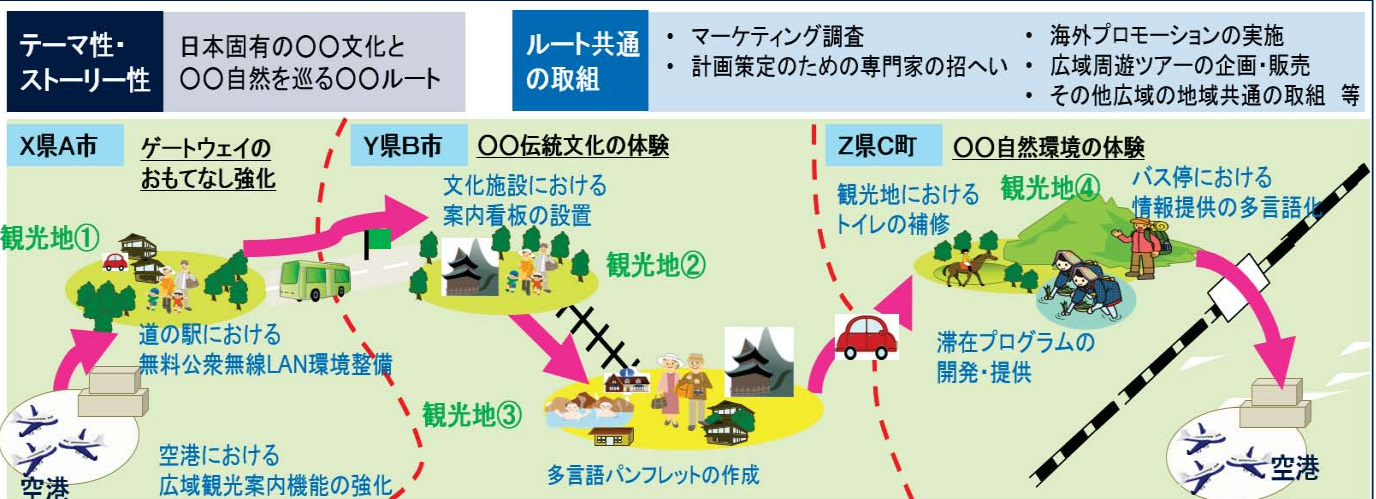 テーマ性・
ストーリー性
日本固有の〇〇文化と
〇〇自然を巡る〇〇ルート
ルート共通
の取組
・ マーケティング調査
・ 計画策定のための専門家の招へい
・ 海外プロモーションの実施
・ 広域周遊ツアーの企画・販売
・ その他広域の地域共通の取組 等
X県A市
ゲートウェイの
おもてなし強化
観光地①
道の駅における
無料公衆無線LAN環境整備
空港
空港における
広域観光案内機能の強化
Y県B市
〇〇伝統文化の体験
文化施設における
案内看板の設置
観光地②
観光地③
多言語パンフレットの作成
Z県C町
〇〇自然環境の体験
観光地における
トイレの補修
観光地④
バス停における
情報提供の多言語化
滞在プログラムの
開発・提供
空港